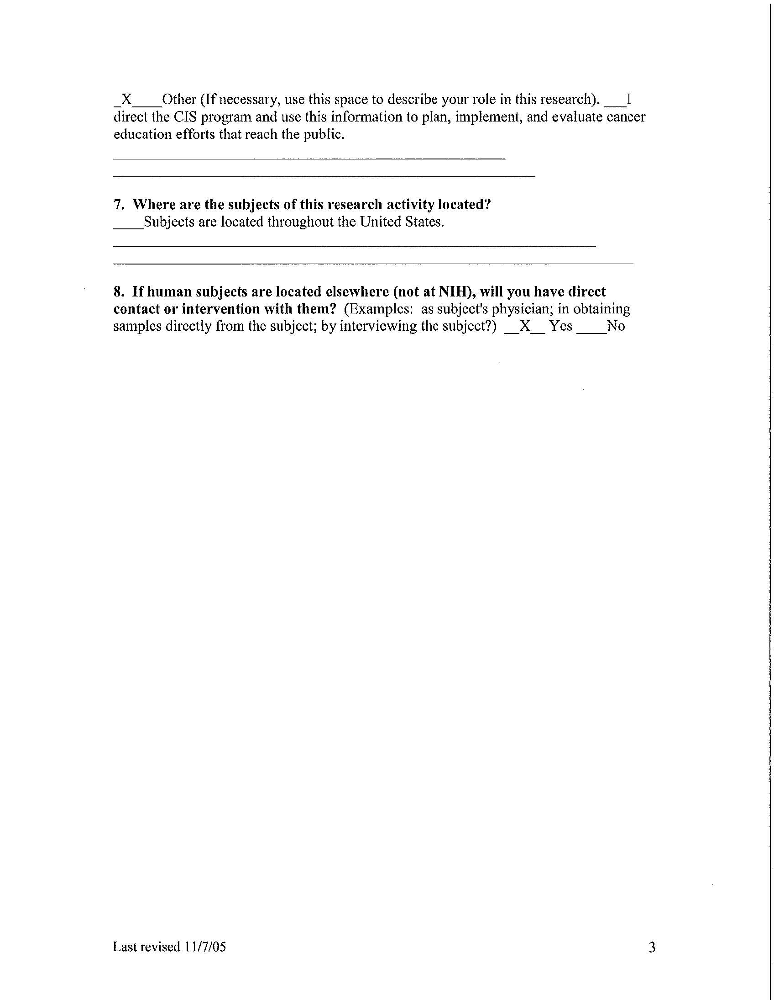 _X____Other (If necessary, use this space to describe your role in this research). ___I
direct the CIS program and use this information to plan, implement, and evaluate cancer
education efforts that reach the public.
7. Where are the subjects of this research activity located?
____Subjects are located throughout the United States.
8. If human subjects are located elsewhere (not at NIH), will you have direct
contact or intervention with them? (Examples: as subject's physician; in obtaining
samples directly from the subject; by interviewing the subject?) __X__ Yes ____No
Last revised 11/7/05 3